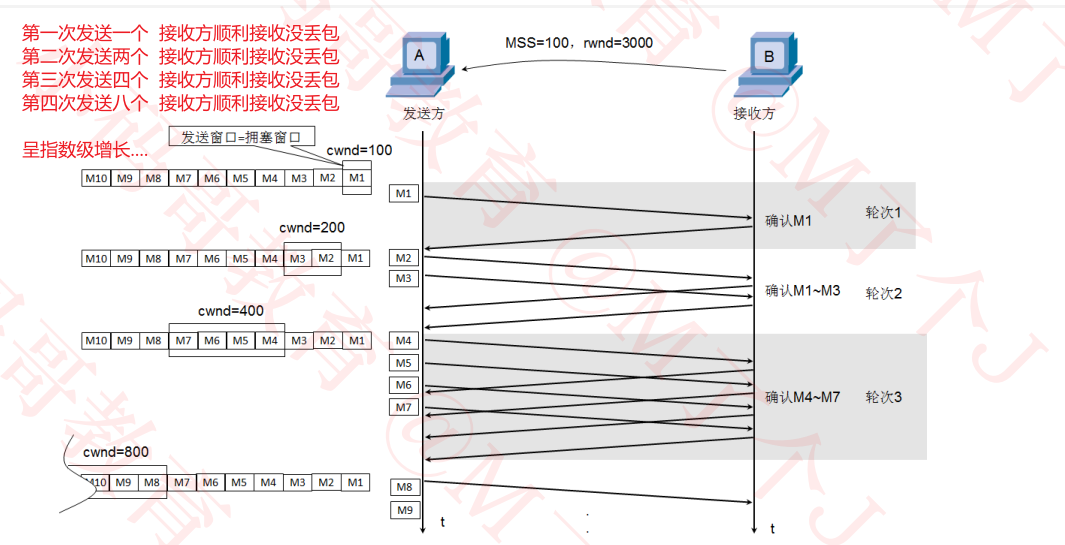 第一次发送一个 接收方顺利接收没丢包
第二次发送两个 接收方顺利接收没丢包
第三次发送四个 接收方顺利接收没丢包
第四次发送八个 接收方顺利接收没丢包
呈指数级增长....
A
MSS=100，rwnd=3000
B
发送方
接收方
发送窗口=拥塞窗口
cwnd=100
M10 M9 M8 M7 M6 M5 M4 M3 M2 M1
M1
确认M1
轮次1
cwnd=200
M10 M9 M8 M7 M6 M5 M4 M3 M2 M1
M2
M3
确认M1~M3
轮次2
cwnd=400
M10 M9 M8 M7 M6 M5 M4 M3 M2 M1
M4
M5
M6
M7
确认M4~M7
轮次3
cwnd=800
M10 M9 M8 M7 M6 M5 M4 M3 M2 M1
M8
M9
t
t